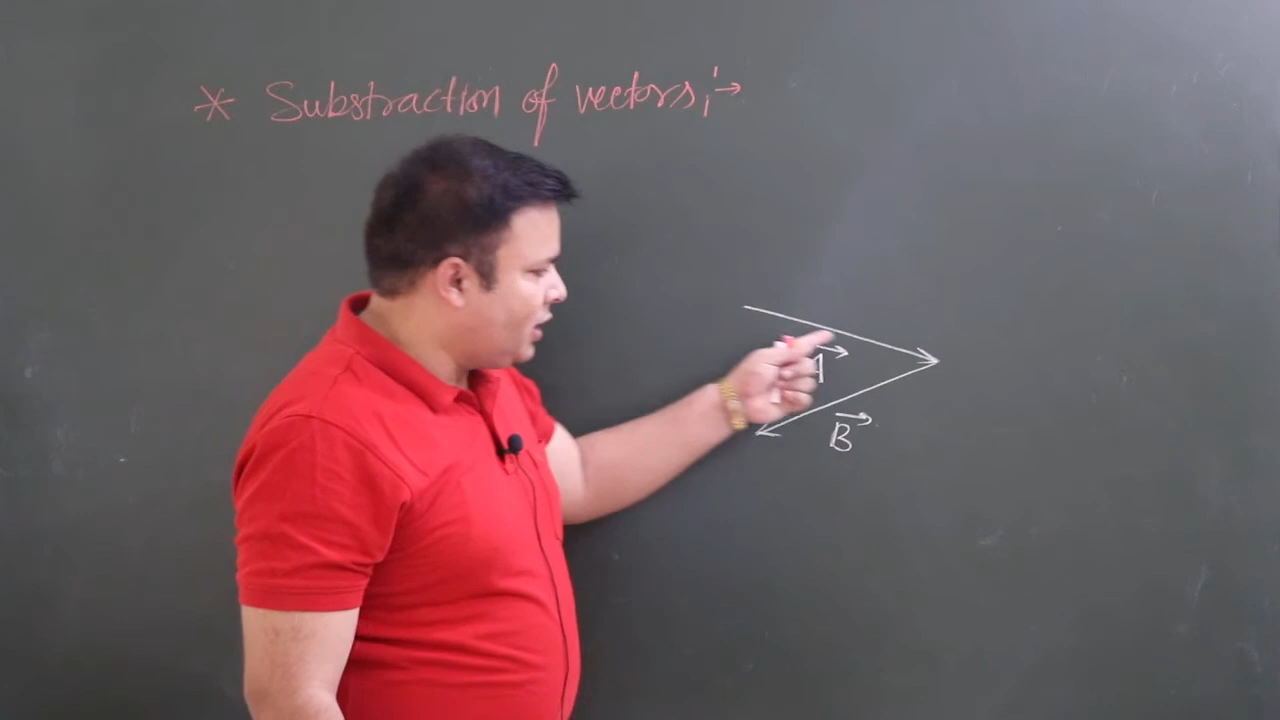 * Substraction of vectors;→
A
B